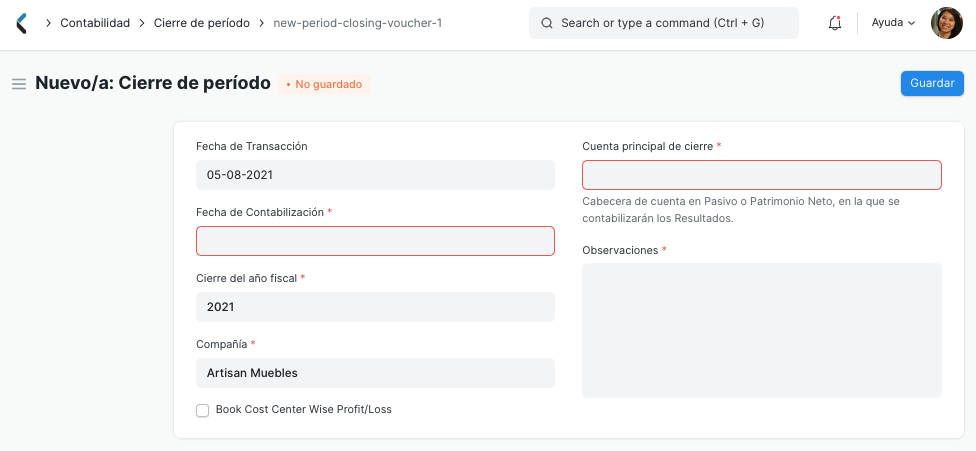 Contabilidad
Cierre de período
new-period-closing-voucher-1
Search or type a command (Ctrl + G)
Ayuda
Nuevo/a: Cierre de período
• No guardado
Guardar
Fecha de Transacción
05-08-2021
Fecha de Contabilización *
Cierre del año fiscal *
2021
Compañía *
Artisan Muebles
Book Cost Center Wise Profit/Loss
Cuenta principal de cierre *
Cabecera de cuenta en Pasivo o Patrimonio Neto, en la que se
contabilizarán los Resultados.
Observaciones *